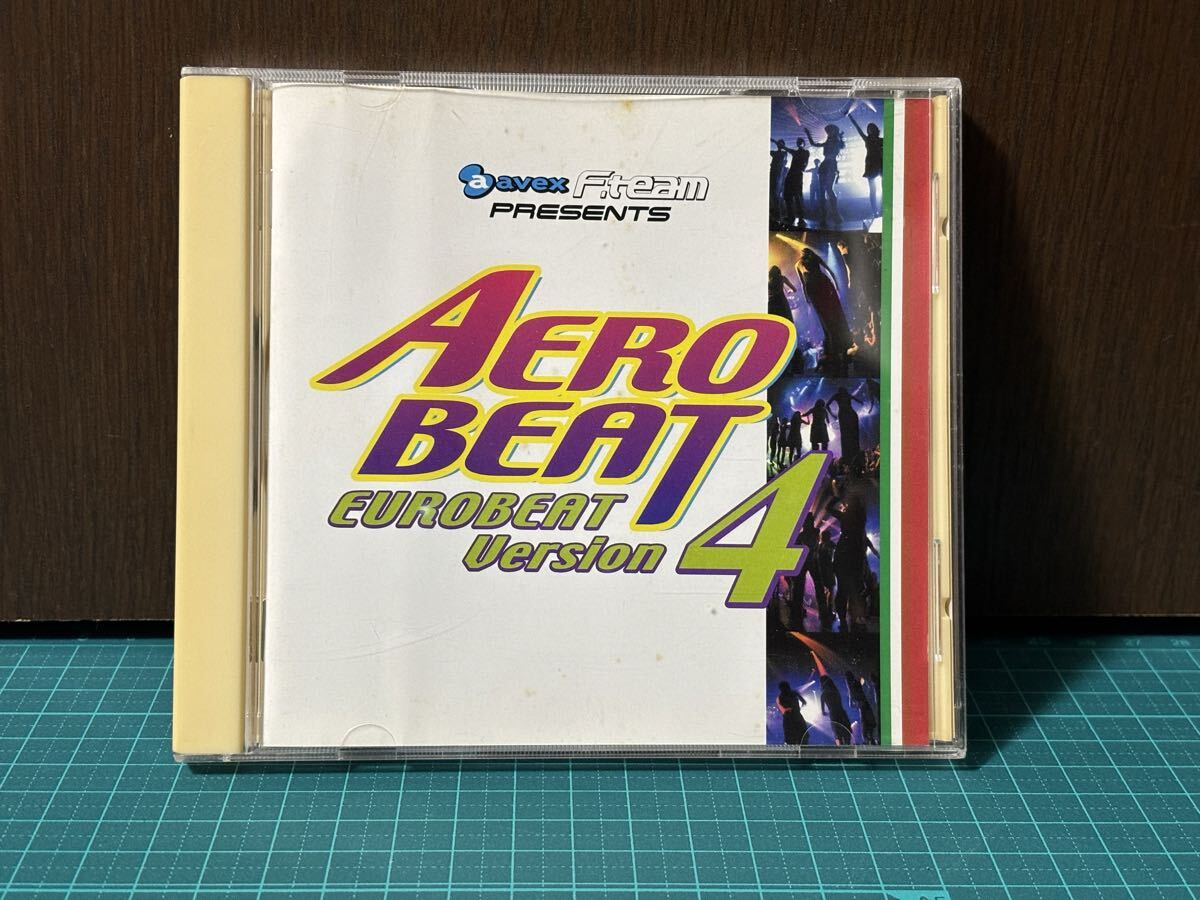 a avex F:team
PRESENTS
AERO
BEAT
EUROBEAT
Version 4